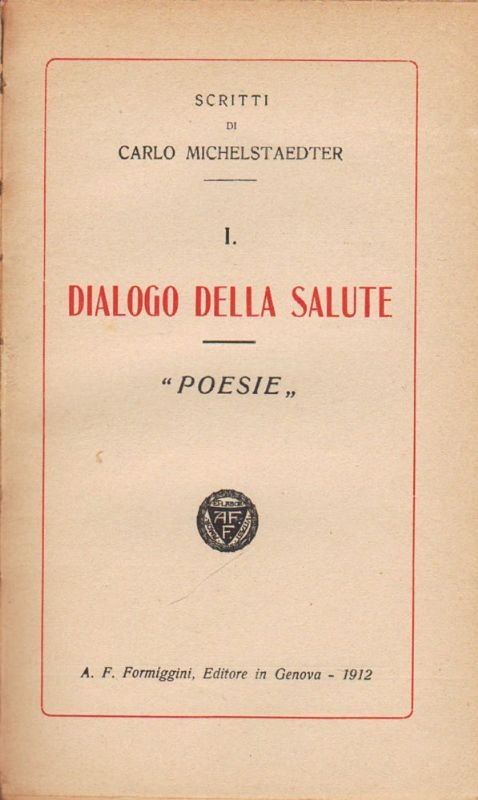 SCRITTI
DI
CARLO MICHELSTAEDTER
I.
DIALOGO DELLA SALUTE
“POESIE„
A. F. F.
A. F. Formiggini, Editore in Genova - 1912